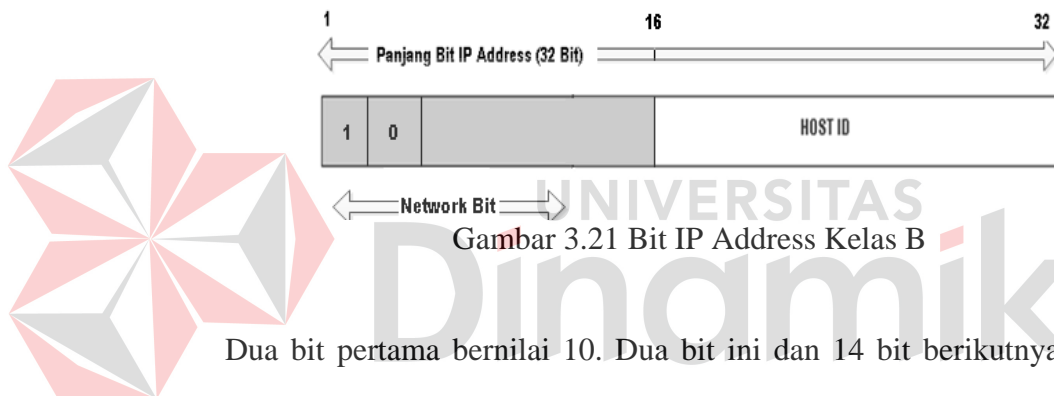 1 16 32
Panjang Bit IP Address (32 Bit)
1 0 HOST ID
Network Bit
UNIVERSITAS
Dinamik
Gambar 3.21 Bit IP Address Kelas B
Dua bit pertama bernilai 10. Dua bit ini dan 14 bit berikutnya